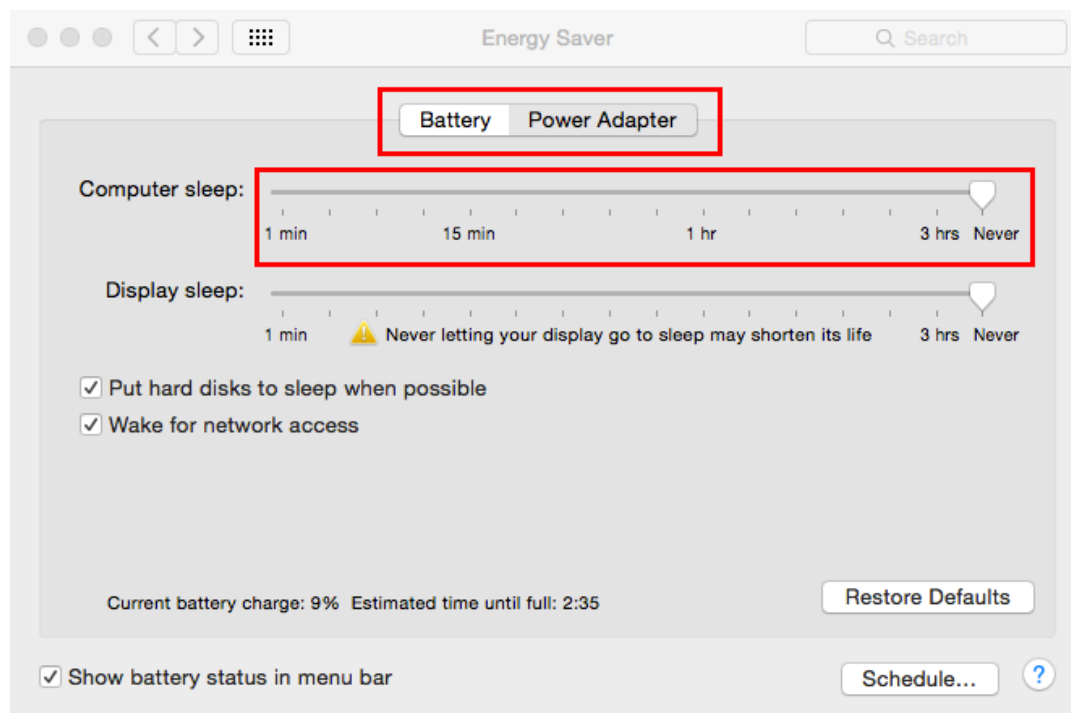 Energy Saver
Search
Battery Power Adapter
Computer sleep:
1 min 15 min 1 hr 3 hrs Never
Display sleep:
1 min Never letting your display go to sleep may shorten its life 3 hrs Never
Put hard disks to sleep when possible
Wake for network access
Current battery charge: 9% Estimated time until full: 2:35
Restore Defaults
Show battery status in menu bar
Schedule... ?